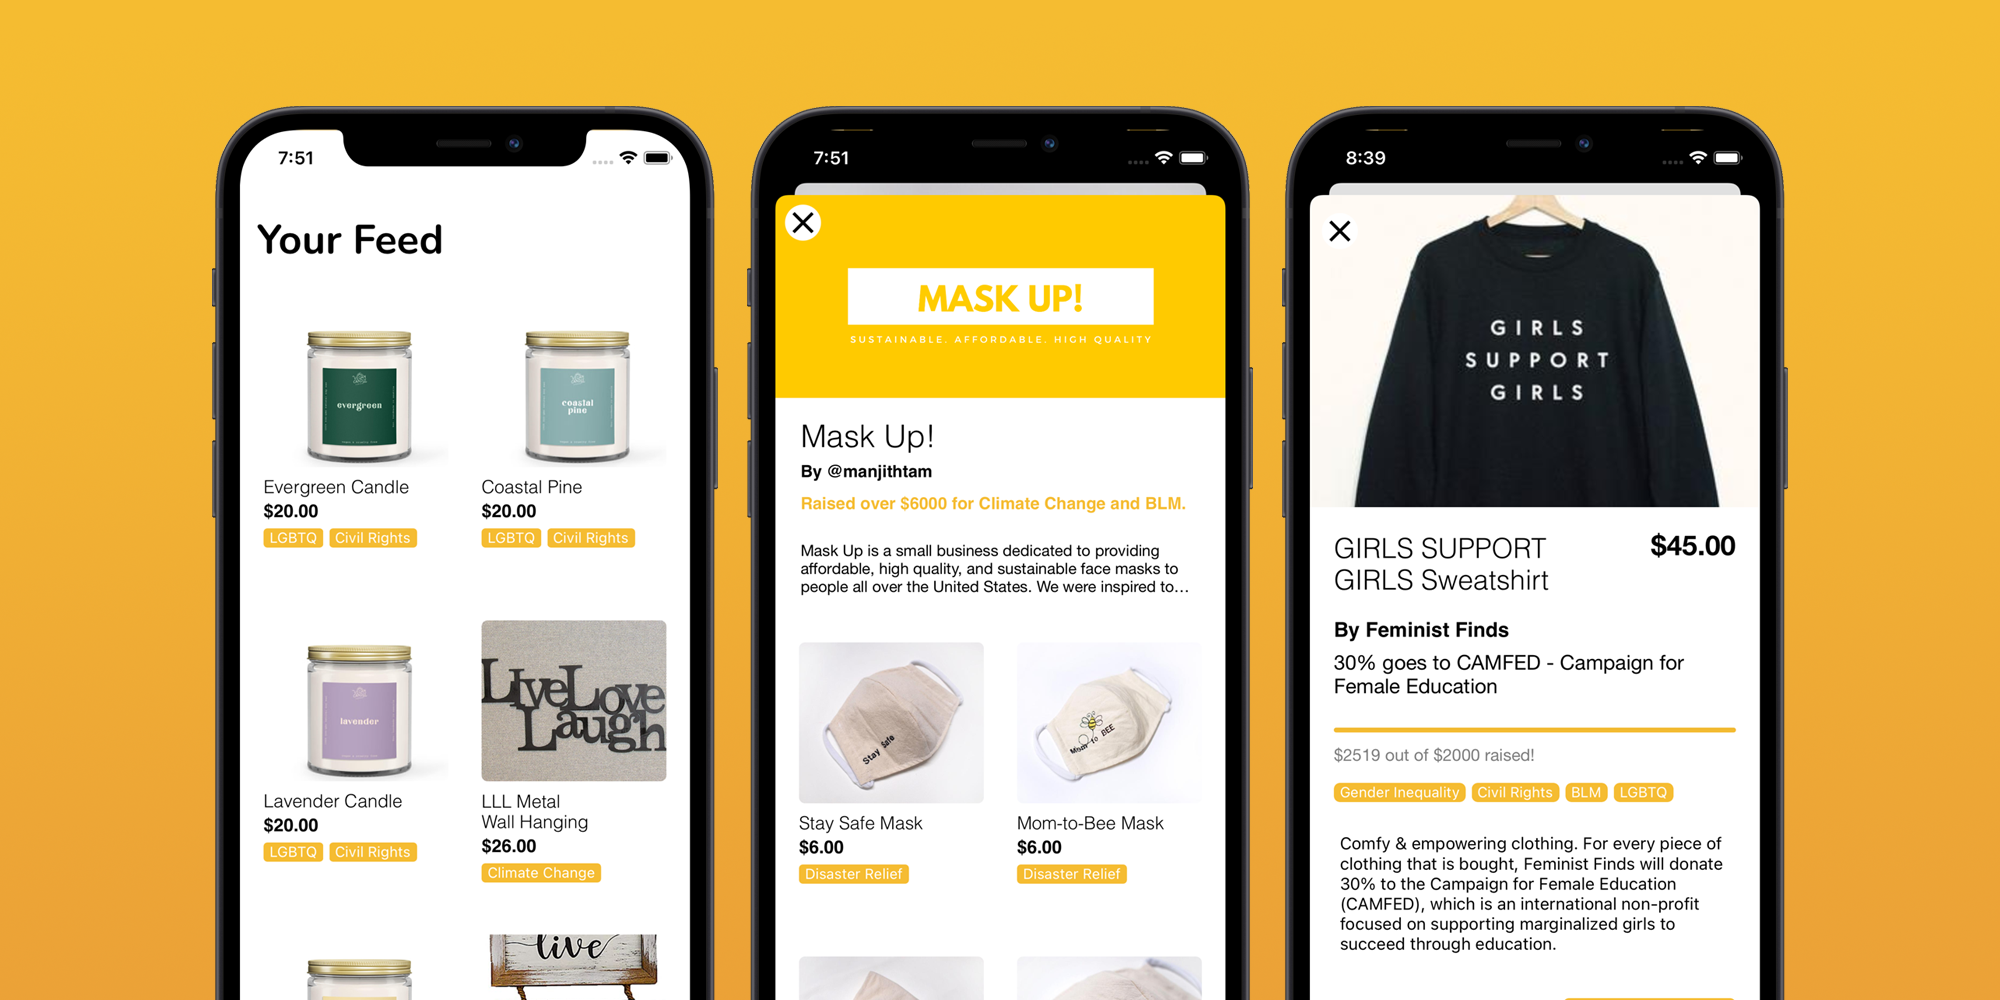 7:51
Your Feed
evergreen
coastal
pine
Evergreen Candle
$20.00
LGBTQ Civil Rights
Coastal Pine
$20.00
LGBTQ Civil Rights
lavender
Live Love
Laugh
Lavender Candle
$20.00
LGBTQ Civil Rights
LLL Metal
Wall Hanging
$26.00
Climate Change
live
7:51
MASK UP!
SUSTAINABLE. AFFORDABLE. HIGH QUALITY
Mask Up!
By @manjithtam
Raised over $6000 for Climate Change and BLM.
Mask Up is a small business dedicated to providing
affordable, high quality, and sustainable face masks to
people all over the United States. We were inspired to...
Stay Safe
Mom to BEE
Stay Safe Mask
$6.00
Disaster Relief
Mom-to-Bee Mask
$6.00
Disaster Relief
8:39
GIRLS
SUPPORT
GIRLS
GIRLS SUPPORT
GIRLS Sweatshirt
$45.00
By Feminist Finds
30% goes to CAMFED - Campaign for
Female Education
$2519 out of $2000 raised!
Gender Inequality Civil Rights BLM LGBTQ
Comfy & empowering clothing. For every piece of
clothing that is bought, Feminist Finds will donate
30% to the Campaign for Female Education
(CAMFED), which is an international non-profit
focused on supporting marginalized girls to
succeed through education.